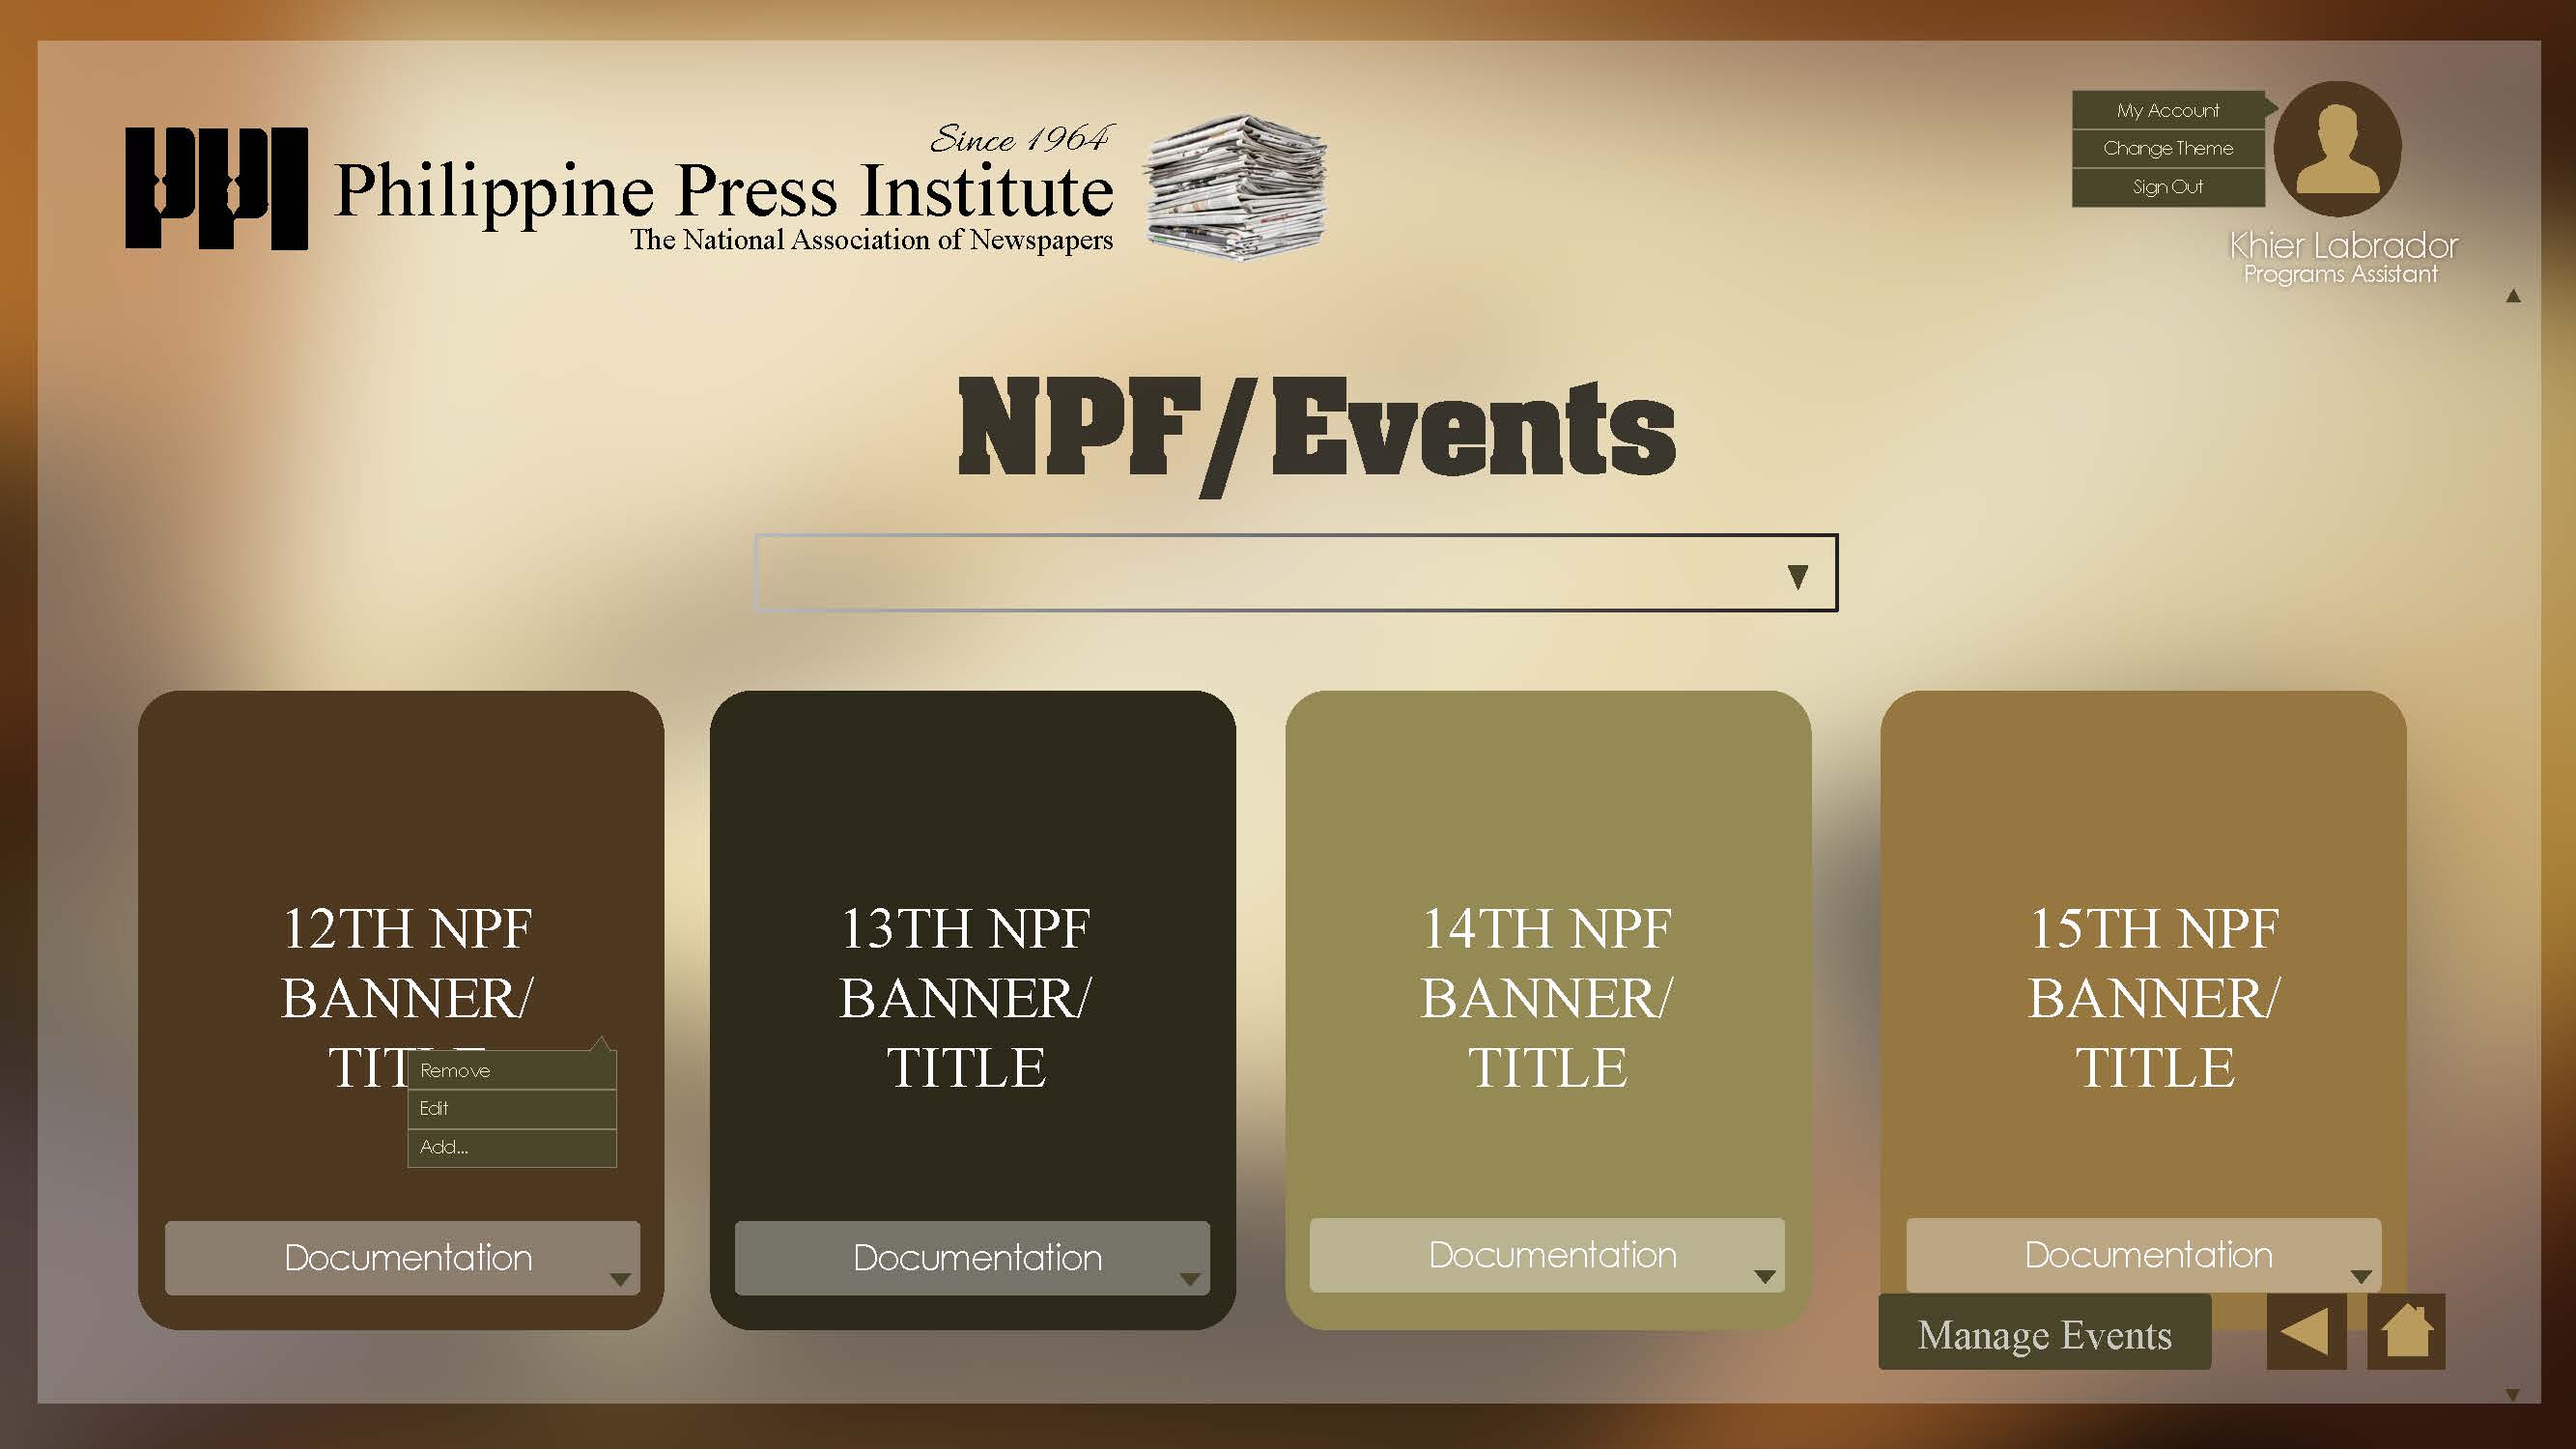 PPI
Since 1964
Philippine Press Institute
The National Association of Newspapers
My Account
Change Theme
Sign Out
Khier Labrador
Programs Assistant
NPF/Events
12TH NPF
BANNER/
TIT
Remove
Edit
Add...
Documentation
13TH NPF
BANNER/
TITLE
Documentation
14TH NPF
BANNER/
TITLE
Documentation
15TH NPF
BANNER/
TITLE
Documentation
Manage Events